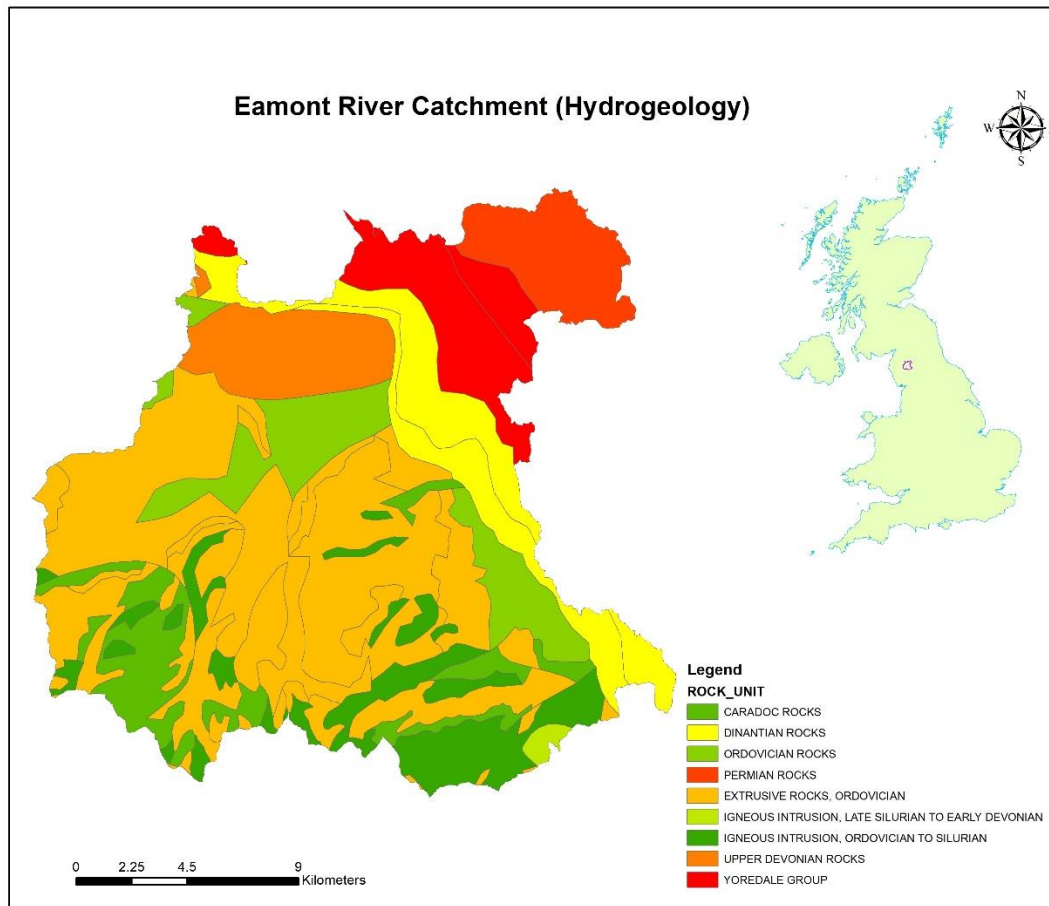 Eamont River Catchment (Hydrogeology)
N
W
S
Legend
ROCK_UNIT
CARADOC ROCKS
DINANTIAN ROCKS
ORDOVICIAN ROCKS
PERMIAN ROCKS
EXTRUSIVE ROCKS, ORDOVICIAN
IGNEOUS INTRUSION, LATE SILURIAN TO EARLY DEVONIAN
IGNEOUS INTRUSION, ORDOVICIAN TO SILURIAN
UPPER DEVONIAN ROCKS
YOREDALE GROUP
0 2.25 4.5 9
Kilometers